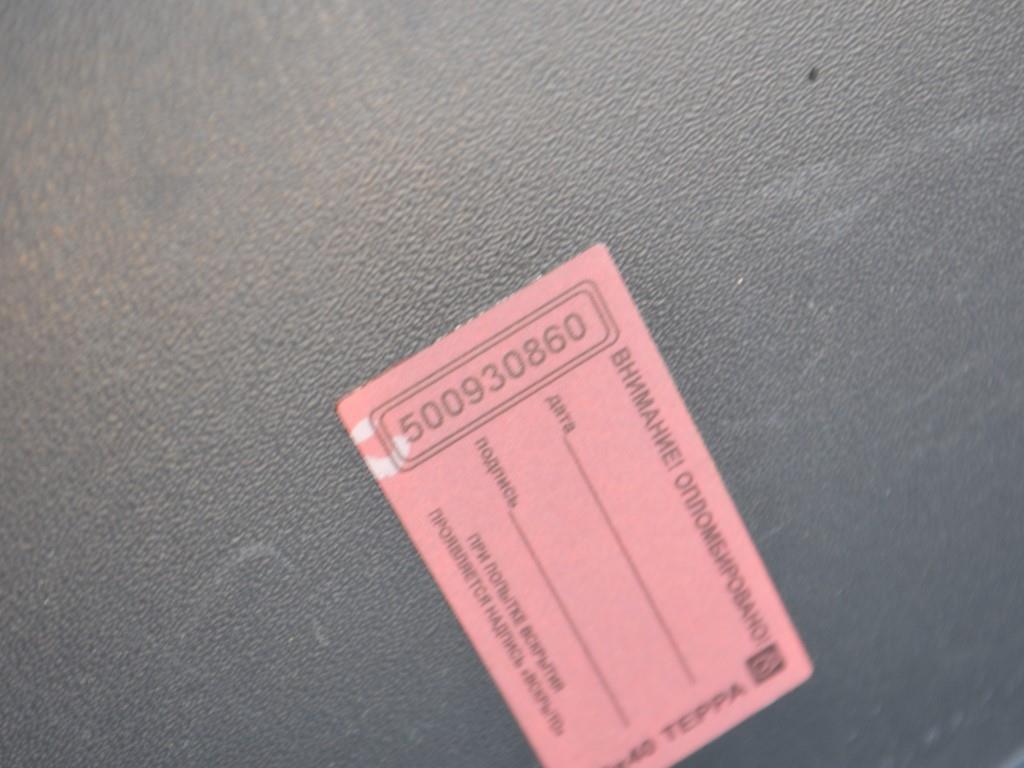 500930860
ВНИМАНИЕ! ОПЛОМБИРОВАНО
дата
подпись
ПРИ ПОПЫТКЕ ВСКРЫТИЯ
ПРОЯВЛЯЕТСЯ НАДПИСЬ «ВСКРЫТО»
ТЕРРА